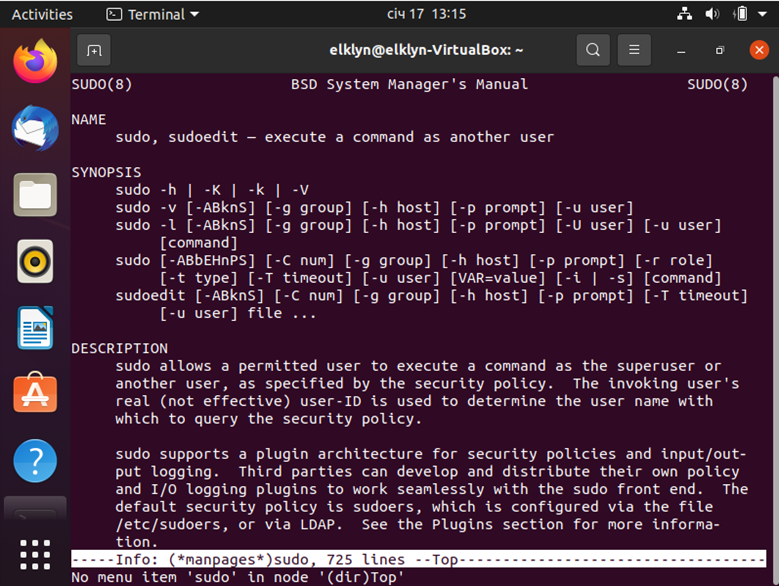 Activities Terminal січ 17 13:15
elklyn@elklyn-VirtualBox: ~
SUDO(8) BSD System Manager's Manual SUDO(8)
NAME
sudo, sudoedit — execute a command as another user
SYNOPSIS
sudo -h | -K | -k | -V
sudo -v [-ABknS] [-g group] [-h host] [-p prompt] [-u user]
sudo -l [-ABknS] [-g group] [-h host] [-p prompt] [-U user] [-u user]
[command]
sudo [-ABbEHnPS] [-C num] [-g group] [-h host] [-p prompt] [-r role]
[-t type] [-T timeout] [-u user] [VAR=value] [-i | -s] [command]
sudoedit [-ABknS] [-C num] [-g group] [-h host] [-p prompt] [-T timeout]
[-u user] file ...
DESCRIPTION
sudo allows a permitted user to execute a command as the superuser or
another user, as specified by the security policy.  The invoking user's
real (not effective) user-ID is used to determine the user name with
which to query the security policy.
sudo supports a plugin architecture for security policies and input/out-
put logging.  Third parties can develop and distribute their own policy
and I/O logging plugins to work seamlessly with the sudo front end.  The
default security policy is sudoers, which is configured via the file
/etc/sudoers, or via LDAP.  See the Plugins section for more informa-
tion.
-----Info: (*manpages*)sudo, 725 lines --Top-----------------------------------
No menu item 'sudo' in node '(dir)Top'